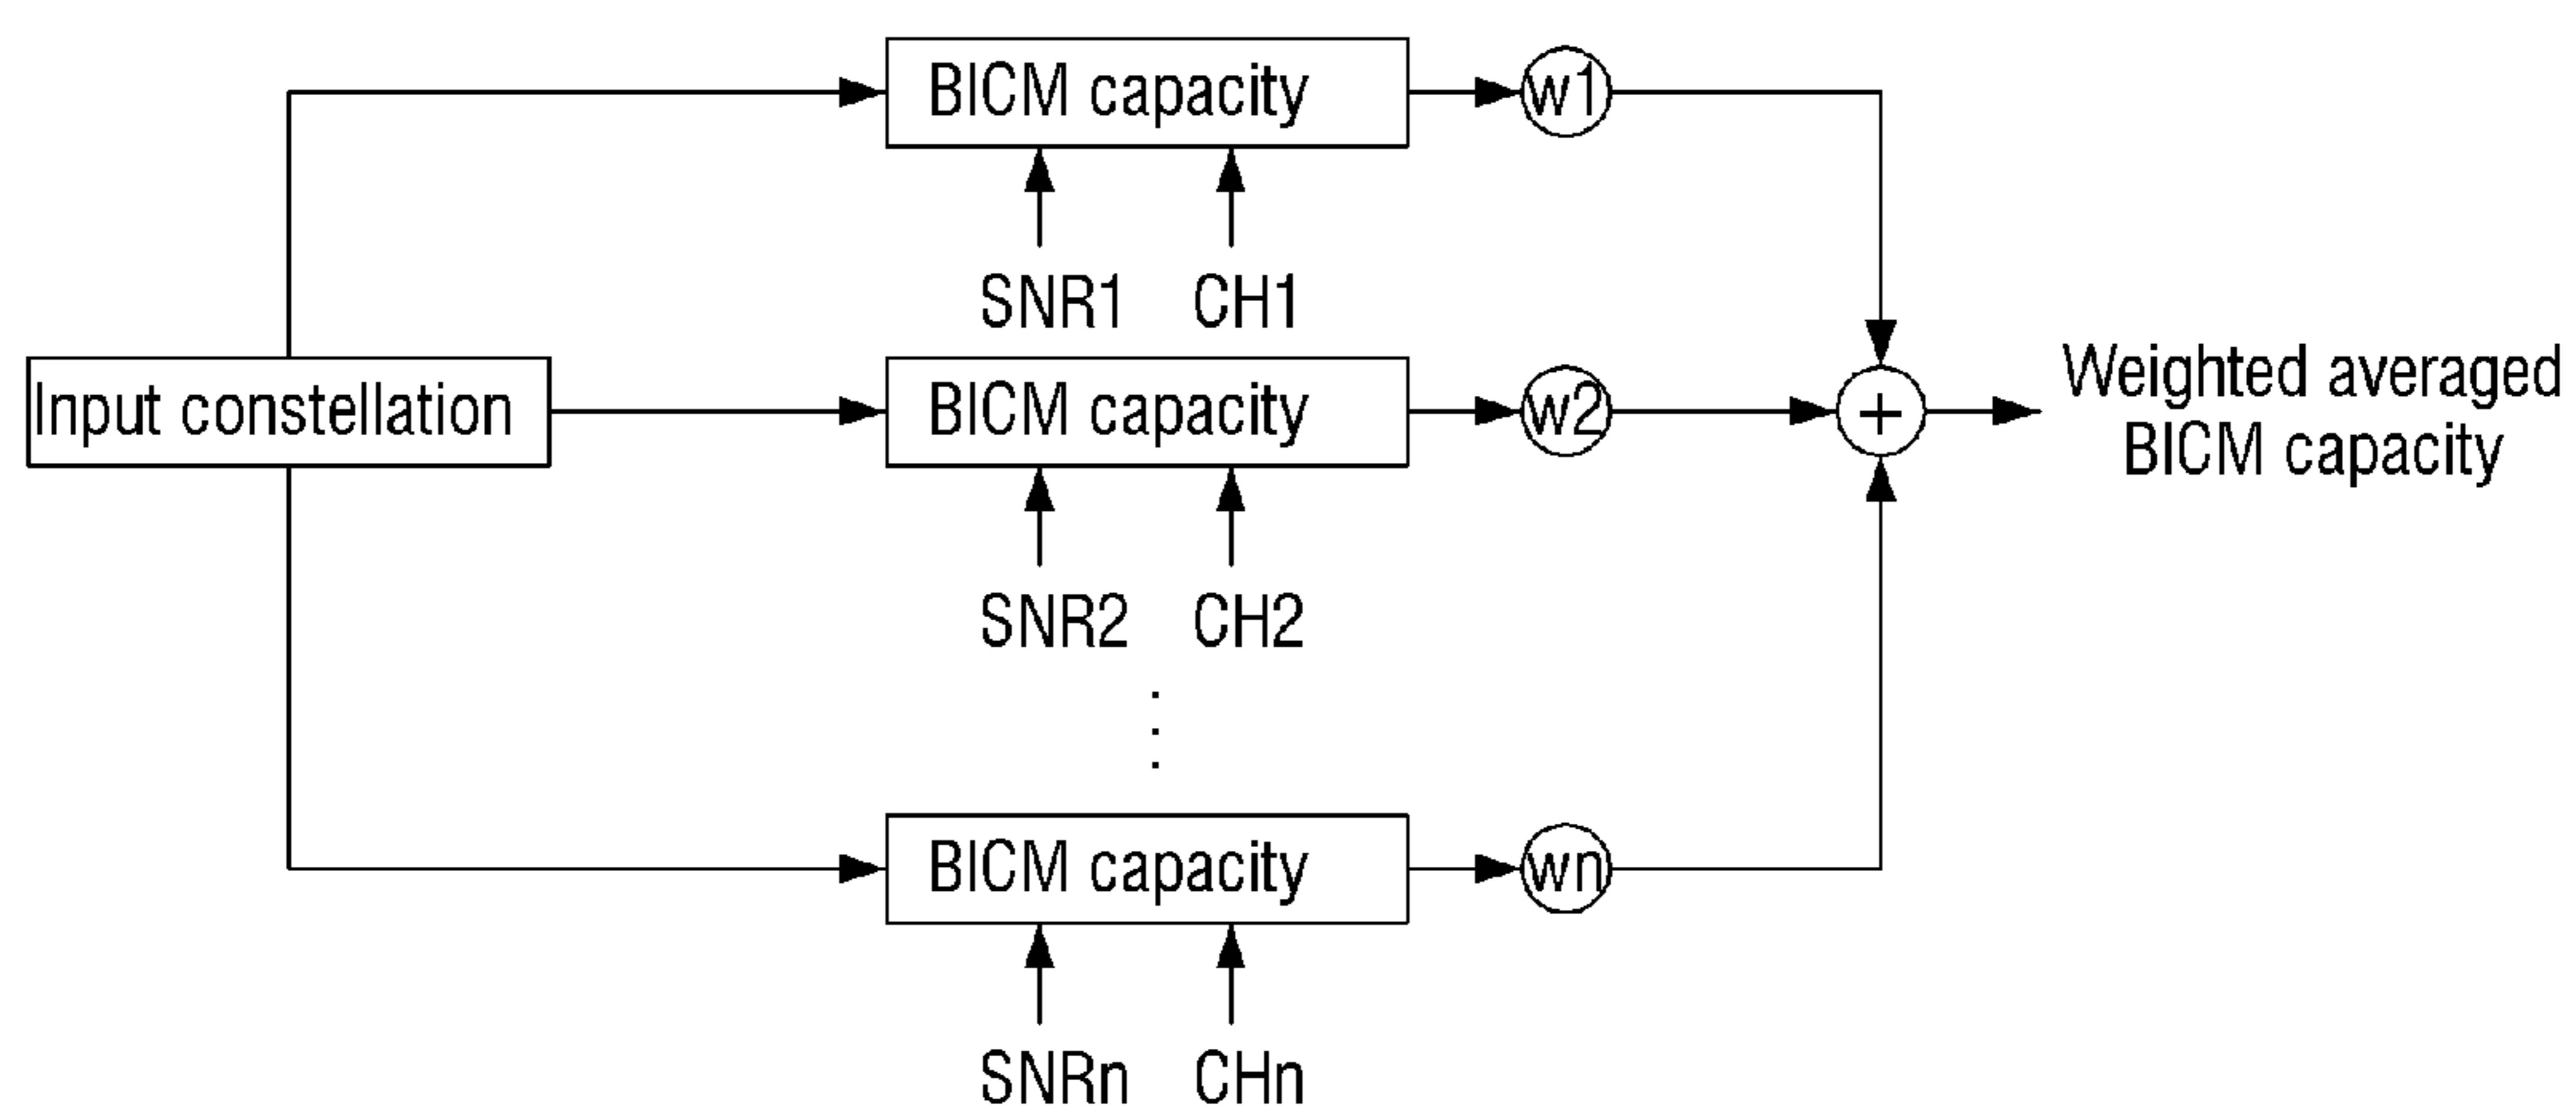 BICM capacity
w1
SNR1 CH1
Input constellation
BICM capacity
w2
+
Weighted averaged
BICM capacity
SNR2 CH2
BICM capacity
wn
SNRn CHn